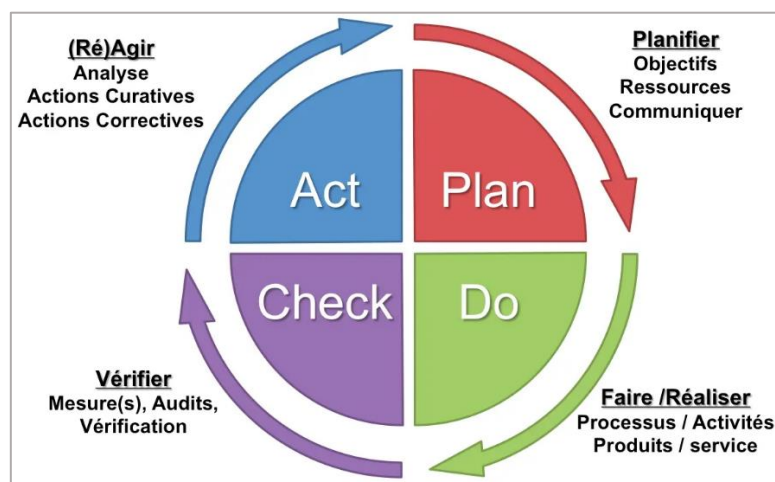 (Ré)Agir
Analyse
Actions Curatives
Actions Correctives
Planifier
Objectifs
Ressources
Communiquer
Act
Plan
Check
Do
Vérifier
Mesure(s), Audits,
Vérification
Faire /Réaliser
Processus / Activités
Produits / service